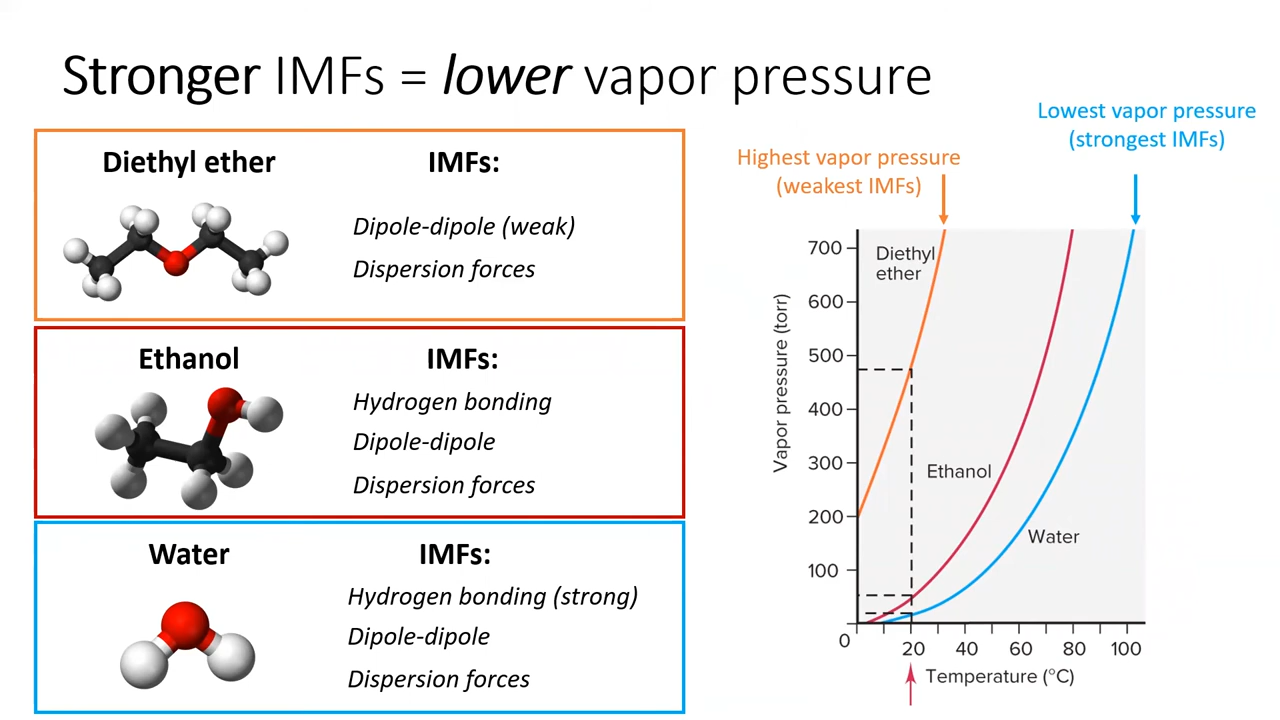 Stronger IMFs = lower vapor pressure
Diethyl ether
IMFs:
Dipole-dipole (weak)
Dispersion forces
Ethanol
IMFs:
Hydrogen bonding
Dipole-dipole
Dispersion forces
Water
IMFs:
Hydrogen bonding (strong)
Dipole-dipole
Dispersion forces
Highest vapor pressure
(weakest IMFs)
Lowest vapor pressure
(strongest IMFs)
Vapor pressure (torr)
700
600
500
400
300
200
100
Diethyl
ether
Ethanol
Water
0
20
40
60
80
100
Temperature (°C)